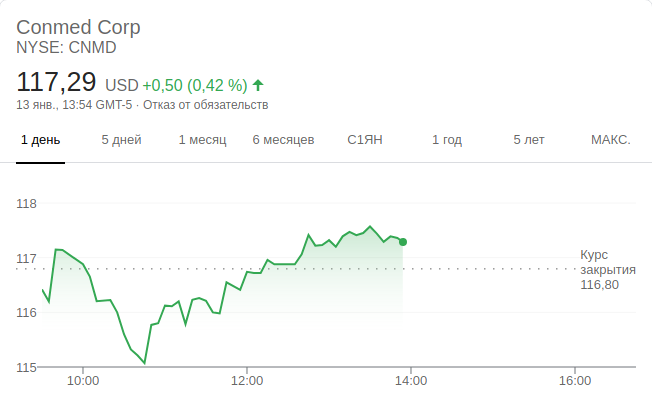 Conmed Corp
NYSE: CNMD
117,29 USD +0,50 (0,42 %)
13 янв., 13:54 GMT-5 · Отказ от обязательств
1 день 5 дней 1 месяц 6 месяцев С1ЯН 1 год 5 лет МАКС.
118
117
Курс
закрытия
116,80
116
115
10:00 12:00 14:00 16:00